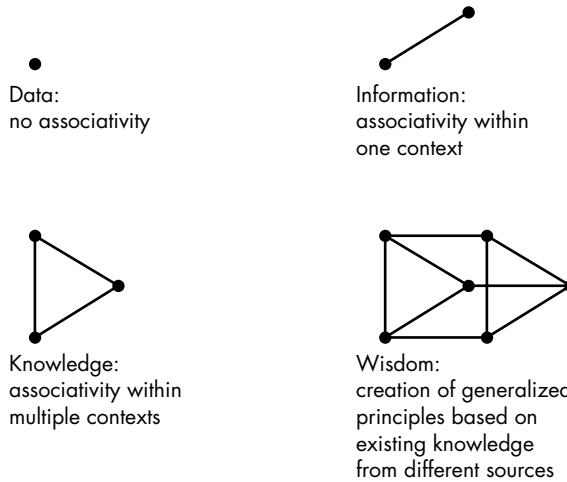 Data:
no associativity
Information:
associativity within
one context
Knowledge:
associativity within
multiple contexts
Wisdom:
creation of generalized
principles based on
existing knowledge
from different sources